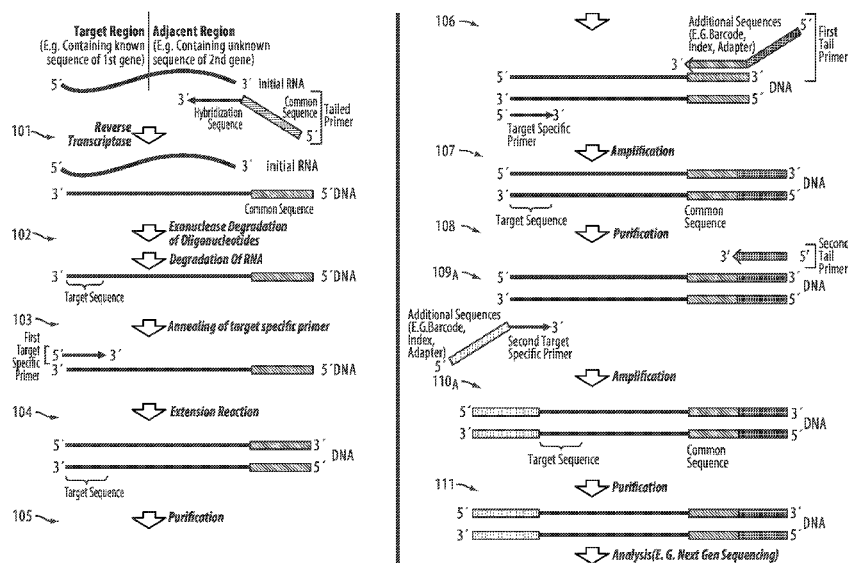 Target Region
(E.g. Containing known
sequence of 1st gene)
Adjacent Region
(E.g. Containing unknown
sequence of 2nd gene)
5´
3´ initial RNA
3´
Hybridization
Sequence
Common
Sequence
5´
Tailed
Primer
101
Reverse
Transcriptase
5´
3´ initial RNA
3´
5´DNA
Common Sequence
102
Exonuclease Degradation
of Oligonucleotides
Degradation Of RNA
3´
5´DNA
Target Sequence
103
Annealing of target specific primer
First
Target
Specific
Primer
5´
3´
3´
5´DNA
104
Extension Reaction
5´
3´
DNA
3´
5´
Target Sequence
105
Purification
106
Additional Sequences
(E.G. Barcode,
Index, Adapter)
5´
First
Tail
Primer
3´
5´
3´
DNA
3´
5´
5´
3´
Target Specific
Primer
107
Amplification
5´
3´
DNA
3´
5´
Target Sequence
Common
Sequence
108
Purification
3´
5´
Second
Tail
Primer
109A
5´
3´
DNA
3´
5´
Additional Sequences
(E.G.Barcode,
Index,
Adapter)
3´
Second Target
Specific Primer
5´
110A
Amplification
5´
3´
DNA
3´
5´
Target Sequence
Common
Sequence
111
Purification
5´
3´
DNA
3´
5´
Analysis(E. G. Next Gen Sequencing)